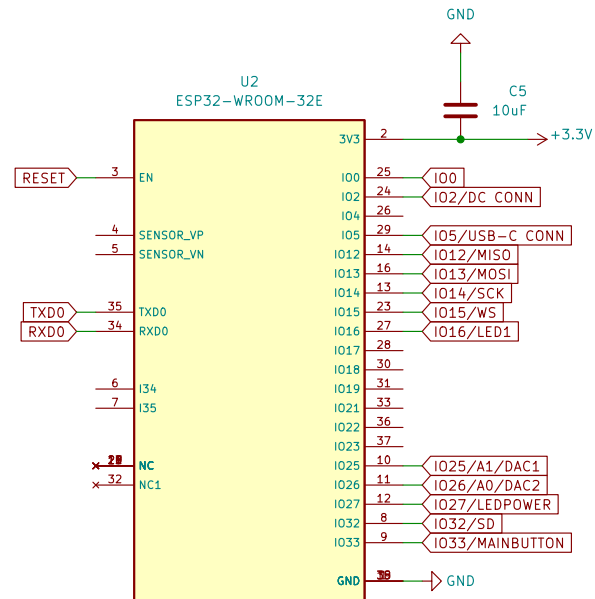 GND
U2
ESP32-WROOM-32E
C5
10uF
3V3 2 +3.3V
RESET 3 EN
IO0 25 IO0
IO2 24 IO2/DC CONN
IO4 26
4 SENSOR_VP
IO5 29 IO5/USB-C CONN
5 SENSOR_VN
IO12 14 IO12/MISO
IO13 16 IO13/MOSI
IO14 13 IO14/SCK
TXD0 35 TXD0
IO15 23 IO15/WS
RXD0 34 RXD0
IO16 27 IO16/LED1
IO17 28
IO18 30
6 I34
IO19 31
7 I35
IO21 33
IO22 36
IO23 37
NC
IO25 10 IO25/A1/DAC1
32 NC1
IO26 11 IO26/A0/DAC2
IO27 12 IO27/LEDPOWER
IO32 8 IO32/SD
IO33 9 IO33/MAINBUTTON
GND GND